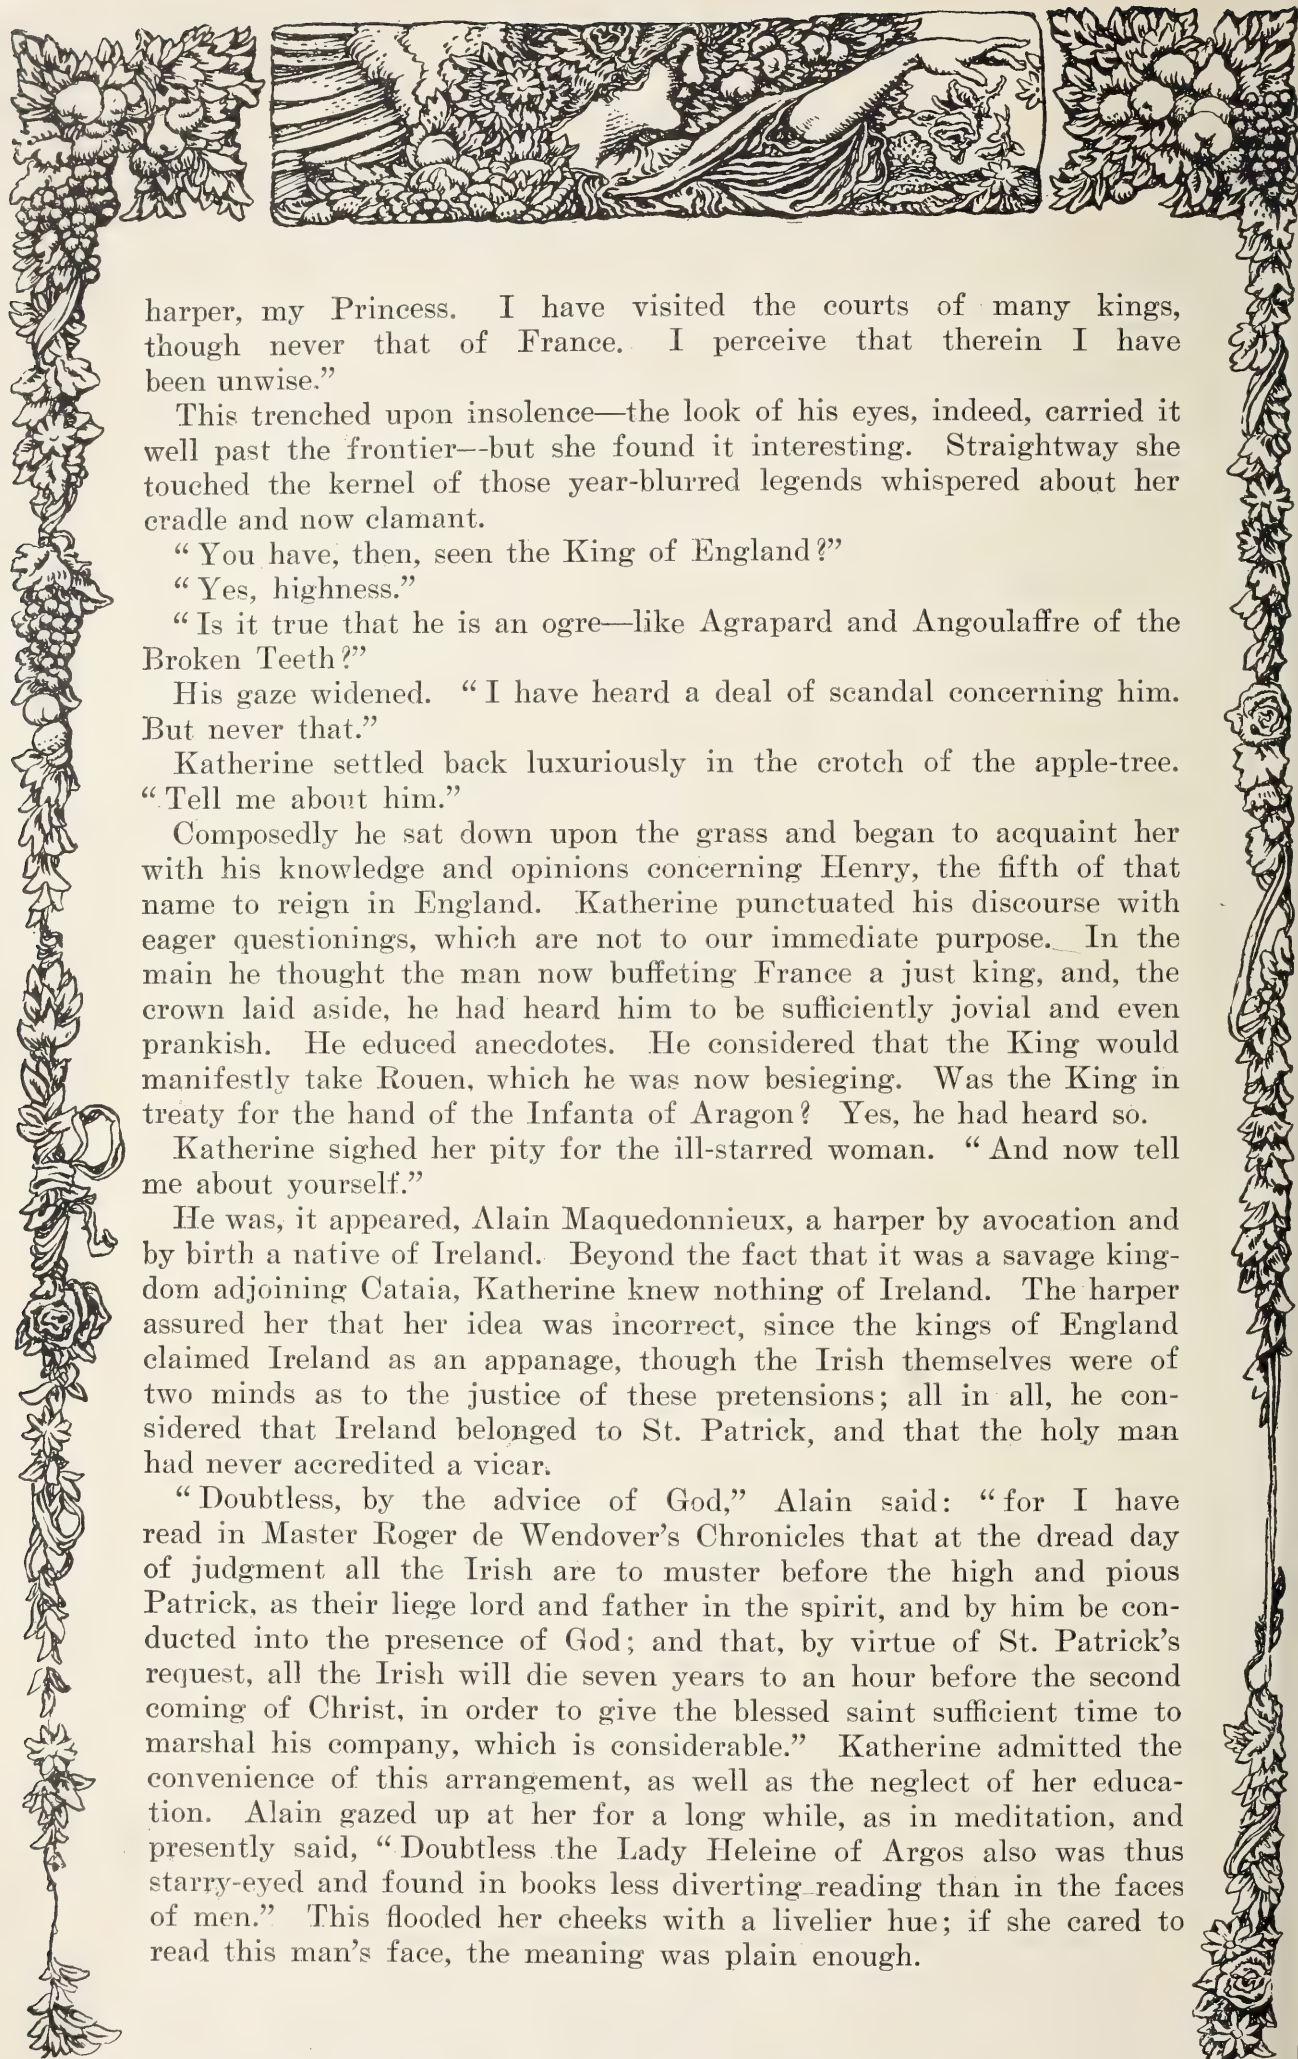 harper, my Princess. I have visited the courts of many kings,
though never that of France. I perceive that therein I have
been unwise.”
This trenched upon insolence—the look of his eyes, indeed, carried it
well past the frontier—-but she found it interesting. Straightway she
touched the kernel of those year-blurred legends whispered about her
cradle and now clamant.
“ You have, then, seen the King of England?”
“ Yes, highness.”
“ Is it true that he is an ogre—like Agrapard and Angoulaffre of the
Broken Teeth?”
His gaze widened. “ I have heard a deal of scandal concerning him.
But never that.”
Katherine settled back luxuriously in the crotch of the apple-tree.
“ Tell me about him.”
Composedly he sat down upon the grass and began to acquaint her
with his knowledge and opinions concerning Henry, the fifth of that
name to reign in England. Katherine punctuated his discourse with
eager questionings, which are not to our immediate purpose. In the
main he thought the man now buffeting France a just king, and, the
crown laid aside, he had heard him to be sufficiently jovial and even
prankish. He educed anecdotes. He considered that the King would
manifestly take Rouen, which he was now besieging. Was the King in
treaty for the hand of the Infanta of Aragon? Yes, he had heard so.
Katherine sighed her pity for the ill-starred woman. “ And now tell
me about yourself.”
He was, it appeared, Alain Maquedonnieux, a harper by avocation and
by birth a native of Ireland. Beyond the fact that it was a savage king-
dom adjoining Cataia, Katherine knew nothing of Ireland. The harper
assured her that her idea was incorrect, since the kings of England
claimed Ireland as an appanage, though the Irish themselves were of
two minds as to the justice of these pretensions; all in all, he con-
sidered that Ireland belonged to St. Patrick, and that the holy man
had never accredited a vicar.
“ Doubtless, by the advice of God,” Alain said: “ for I have
read in Master Roger de Wendover’s Chronicles that at the dread day
of judgment all the Irish are to muster before the high and pious
Patrick, as their liege lord and father in the spirit, and by him be con-
ducted into the presence of God; and that, by virtue of St. Patrick’s
request, all the Irish will die seven years to an hour before the second
coming of Christ, in order to give the blessed saint sufficient time to
marshal his company, which is considerable.” Katherine admitted the
convenience of this arrangement, as well as the neglect of her educa-
tion. Alain gazed up at her for a long while, as in meditation, and
presently said, “ Doubtless the Lady Heleine of Argos also was thus
starry-eyed and found in books less diverting reading than in the faces
of men.” This flooded her cheeks with a livelier hue; if she cared to
read this man’s face, the meaning was plain enough.